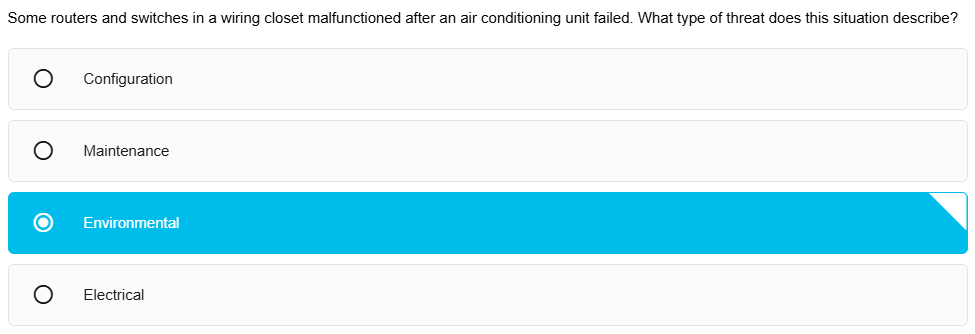 Some routers and switches in a wiring closet malfunctioned after an air conditioning unit failed. What type of threat does this situation describe?
Configuration
Maintenance
Environmental
Electrical